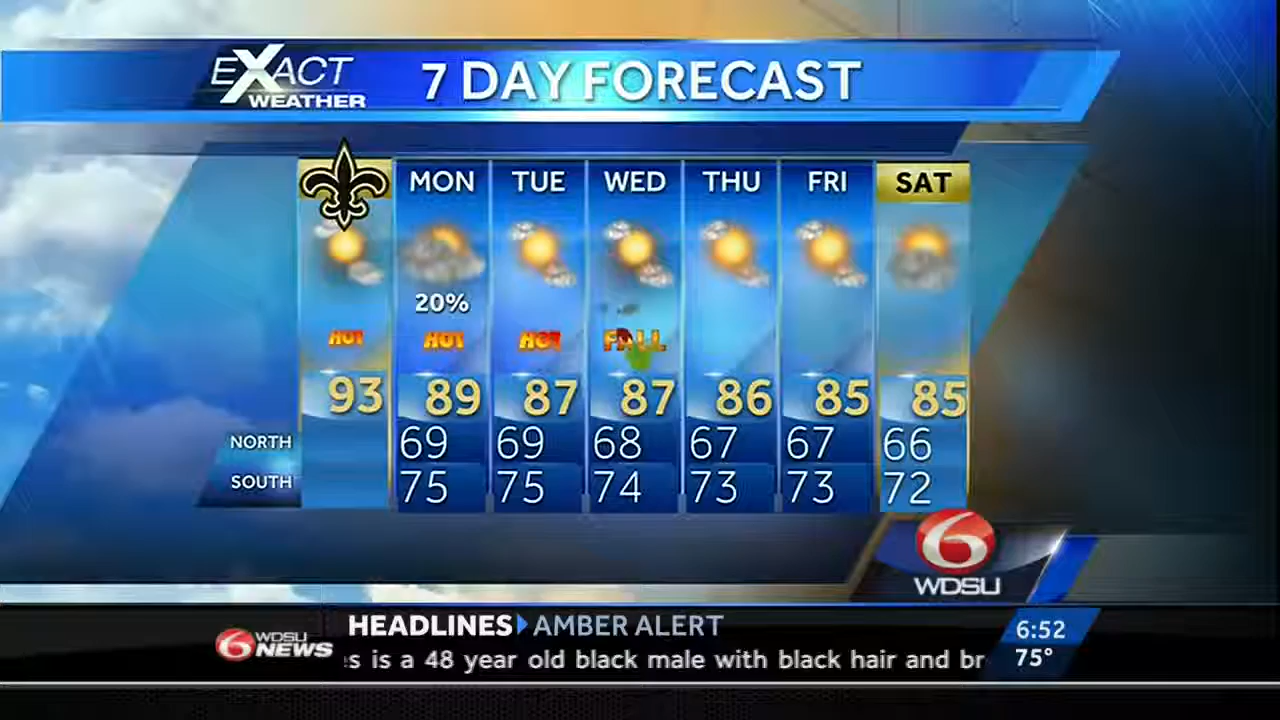 EXACT
WEATHER
7 DAY FORECAST
MON TUE WED THU FRI SAT
20%
HOT HOT HOT FALL
93 89 87 87 86 85 85
NORTH 69 69 68 67 67 66
SOUTH 75 75 74 73 73 72
6
WDSU
HEADLINES AMBER ALERT
6:52
6 WDSU
NEWS
s is a 48 year old black male with black hair and br
75°